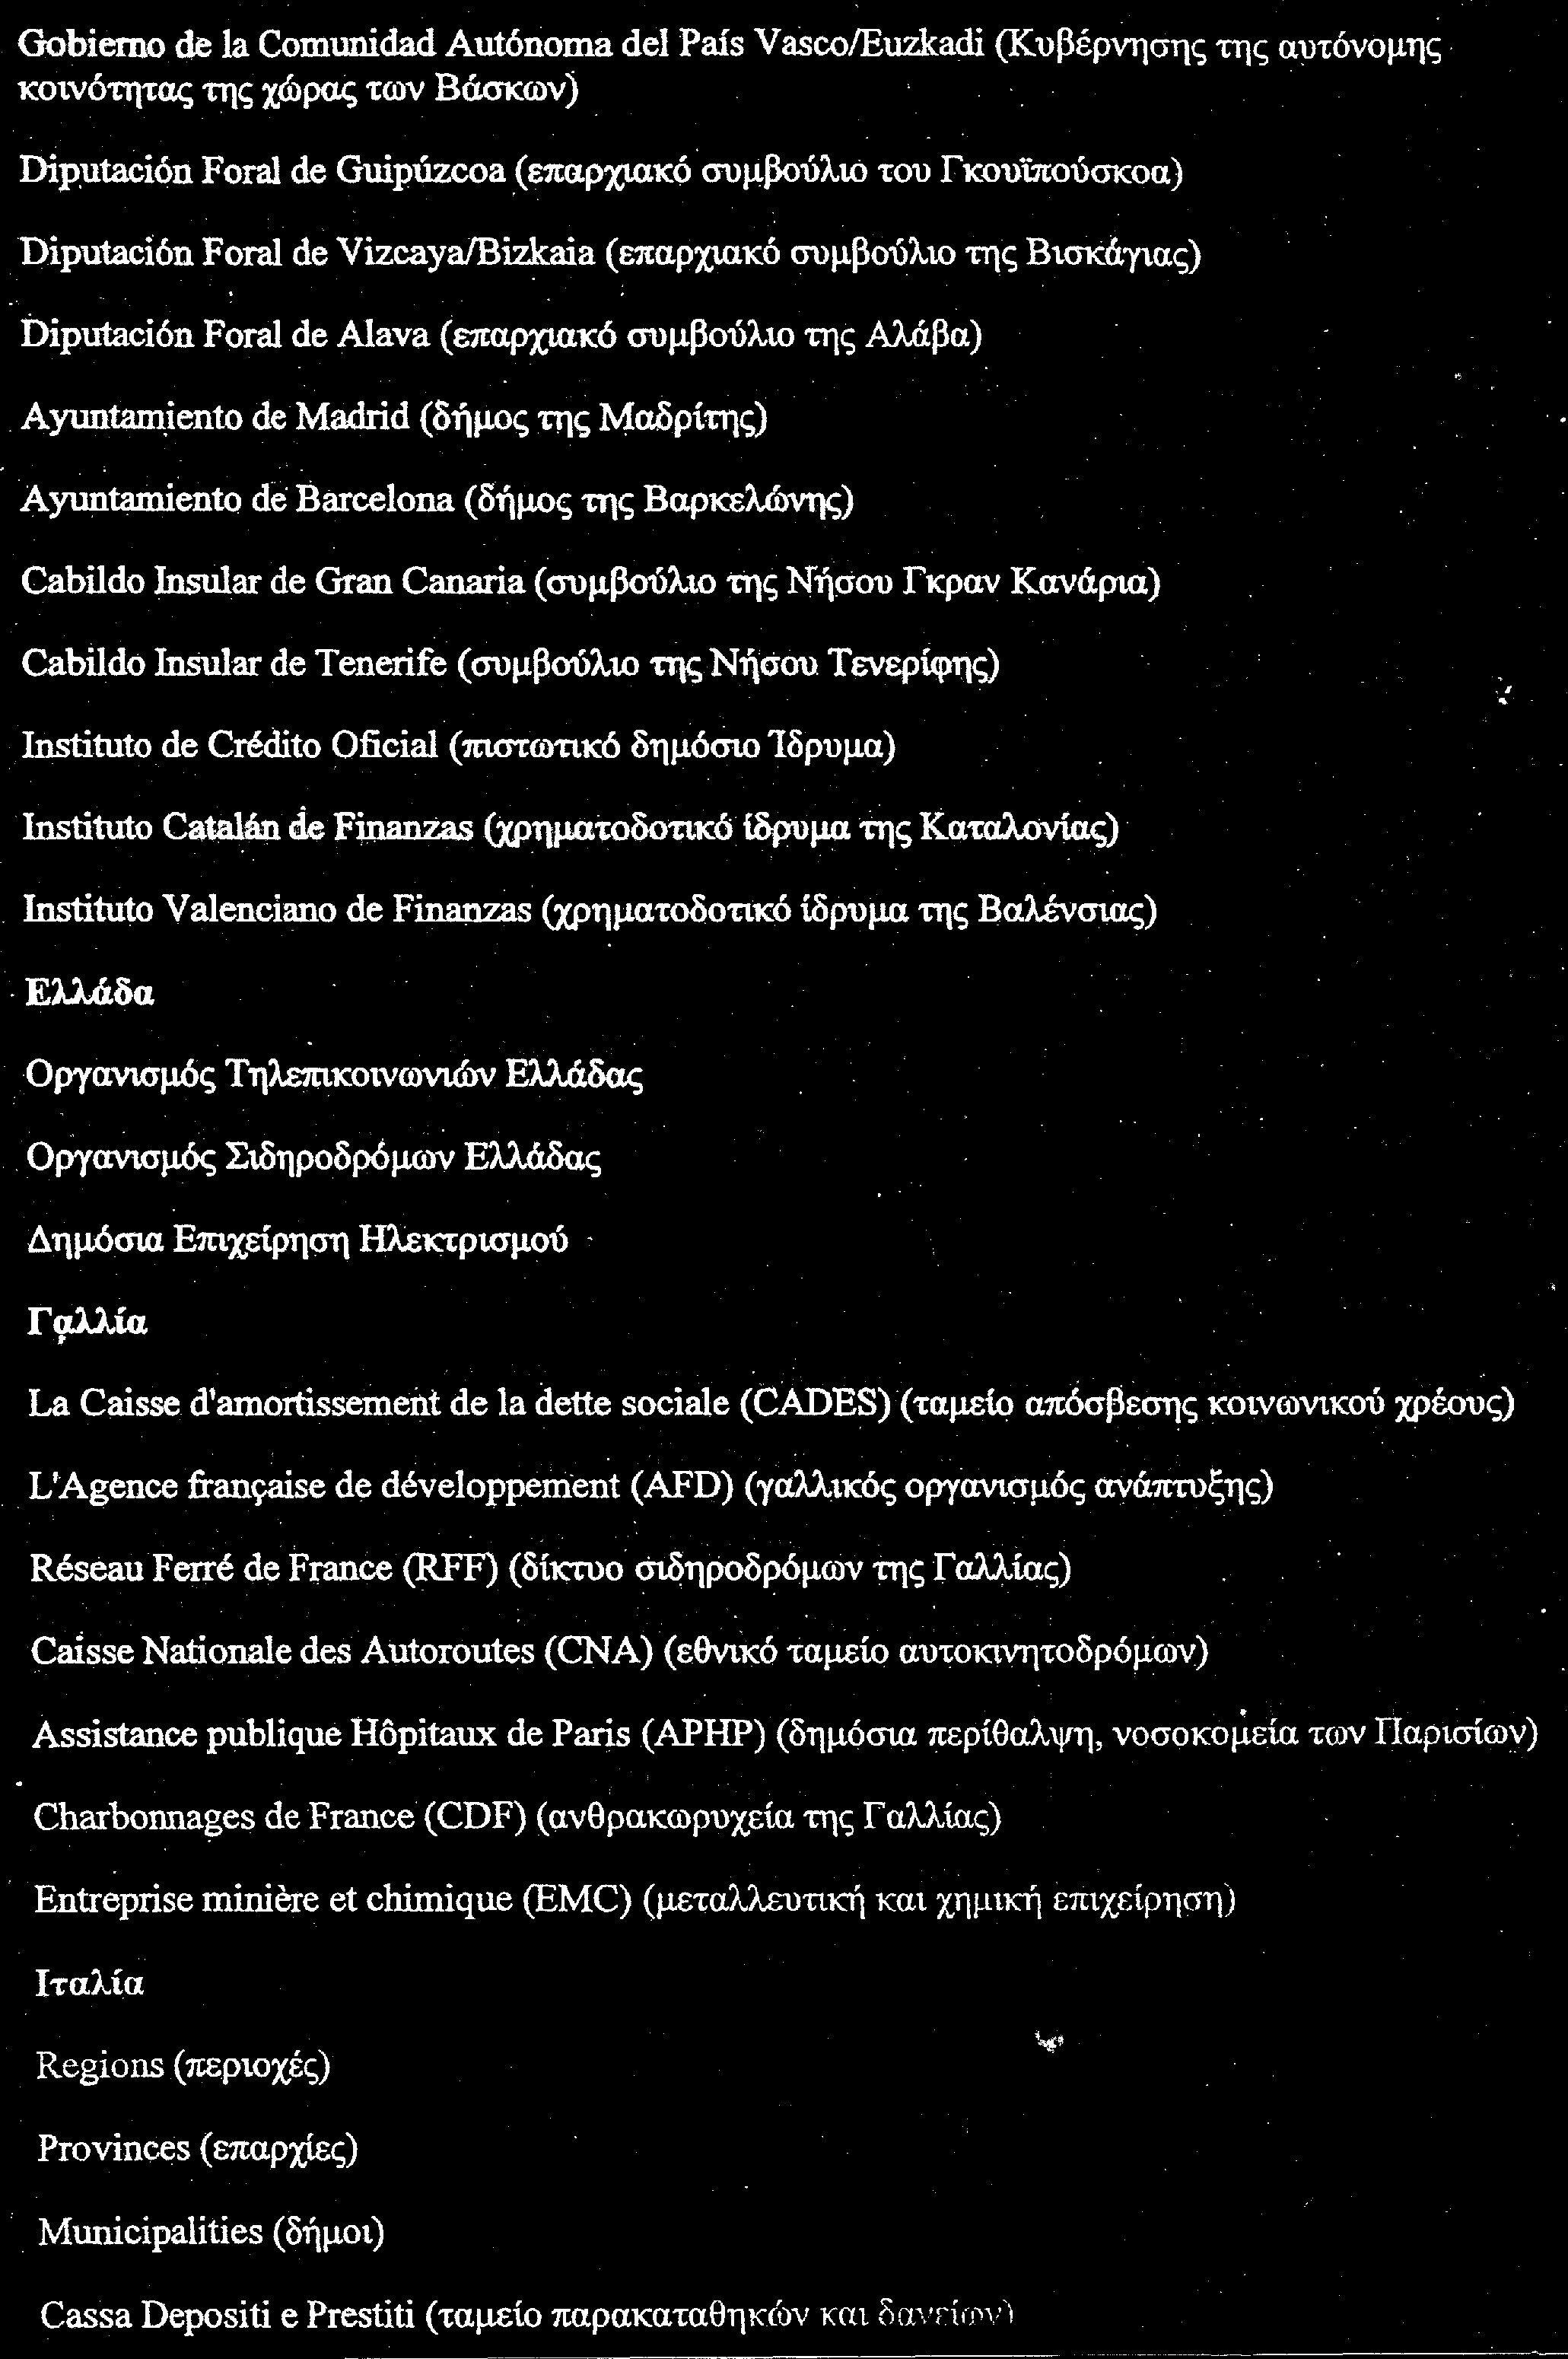 Gobierno de la Comunidad Autónoma del País Vasco/Euzkadi (Κυβέρνησης της αυτόνομης
κοινότητας της χώρας των Βάσκων)
Diputación Foral de Guipúzcoa (επαρχιακό συμβούλιο του Γκουϊπούσκοα)
Diputación Foral de Vizcaya/Bizkaia (επαρχιακό συμβούλιο της Βισκάγιας)
Diputación Foral de Alava (επαρχιακό συμβούλιο της Αλάβα)
Ayuntamiento de Madrid (δήμος της Μαδρίτης)
Ayuntamiento de Barcelona (δήμος της Βαρκελώνης)
Cabildo Insular de Gran Canaria (συμβούλιο της Νήσου Γκραν Κανάρια)
Cabildo Insular de Tenerife (συμβούλιο της Νήσου Τενερίφης)
Instituto de Crédito Oficial (πιστωτικό δημόσιο Ίδρυμα)
Instituto Catalán de Finanzas (χρηματοδοτικό ίδρυμα της Καταλονίας)
Instituto Valenciano de Finanzas (χρηματοδοτικό ίδρυμα της Βαλένσιας)
Ελλάδα
Οργανισμός Τηλεπικοινωνιών Ελλάδας
Οργανισμός Σιδηροδρόμων Ελλάδας
Δημόσια Επιχείρηση Ηλεκτρισμού
Γαλλία
La Caisse d'amortissement de la dette sociale (CADES) (ταμείο απόσβεσης κοινωνικού χρέους)
L'Agence française de développement (AFD) (γαλλικός οργανισμός ανάπτυξης)
Réseau Ferré de France (RFF) (δίκτυο σιδηροδρόμων της Γαλλίας)
Caisse Nationale des Autoroutes (CNA) (εθνικό ταμείο αυτοκινητοδρόμων)
Assistance publique Hôpitaux de Paris (APHP) (δημόσια περίθαλψη, νοσοκομεία των Παρισίων)
Charbonnages de France (CDF) (ανθρακωρυχεία της Γαλλίας)
Entreprise minière et chimique (EMC) (μεταλλευτική και χημική επιχείρηση)
Ιταλία
Regions (περιοχές)
Provinces (επαρχίες)
Municipalities (δήμοι)
Cassa Depositi e Prestiti (ταμείο παρακαταθηκών και δανείων)